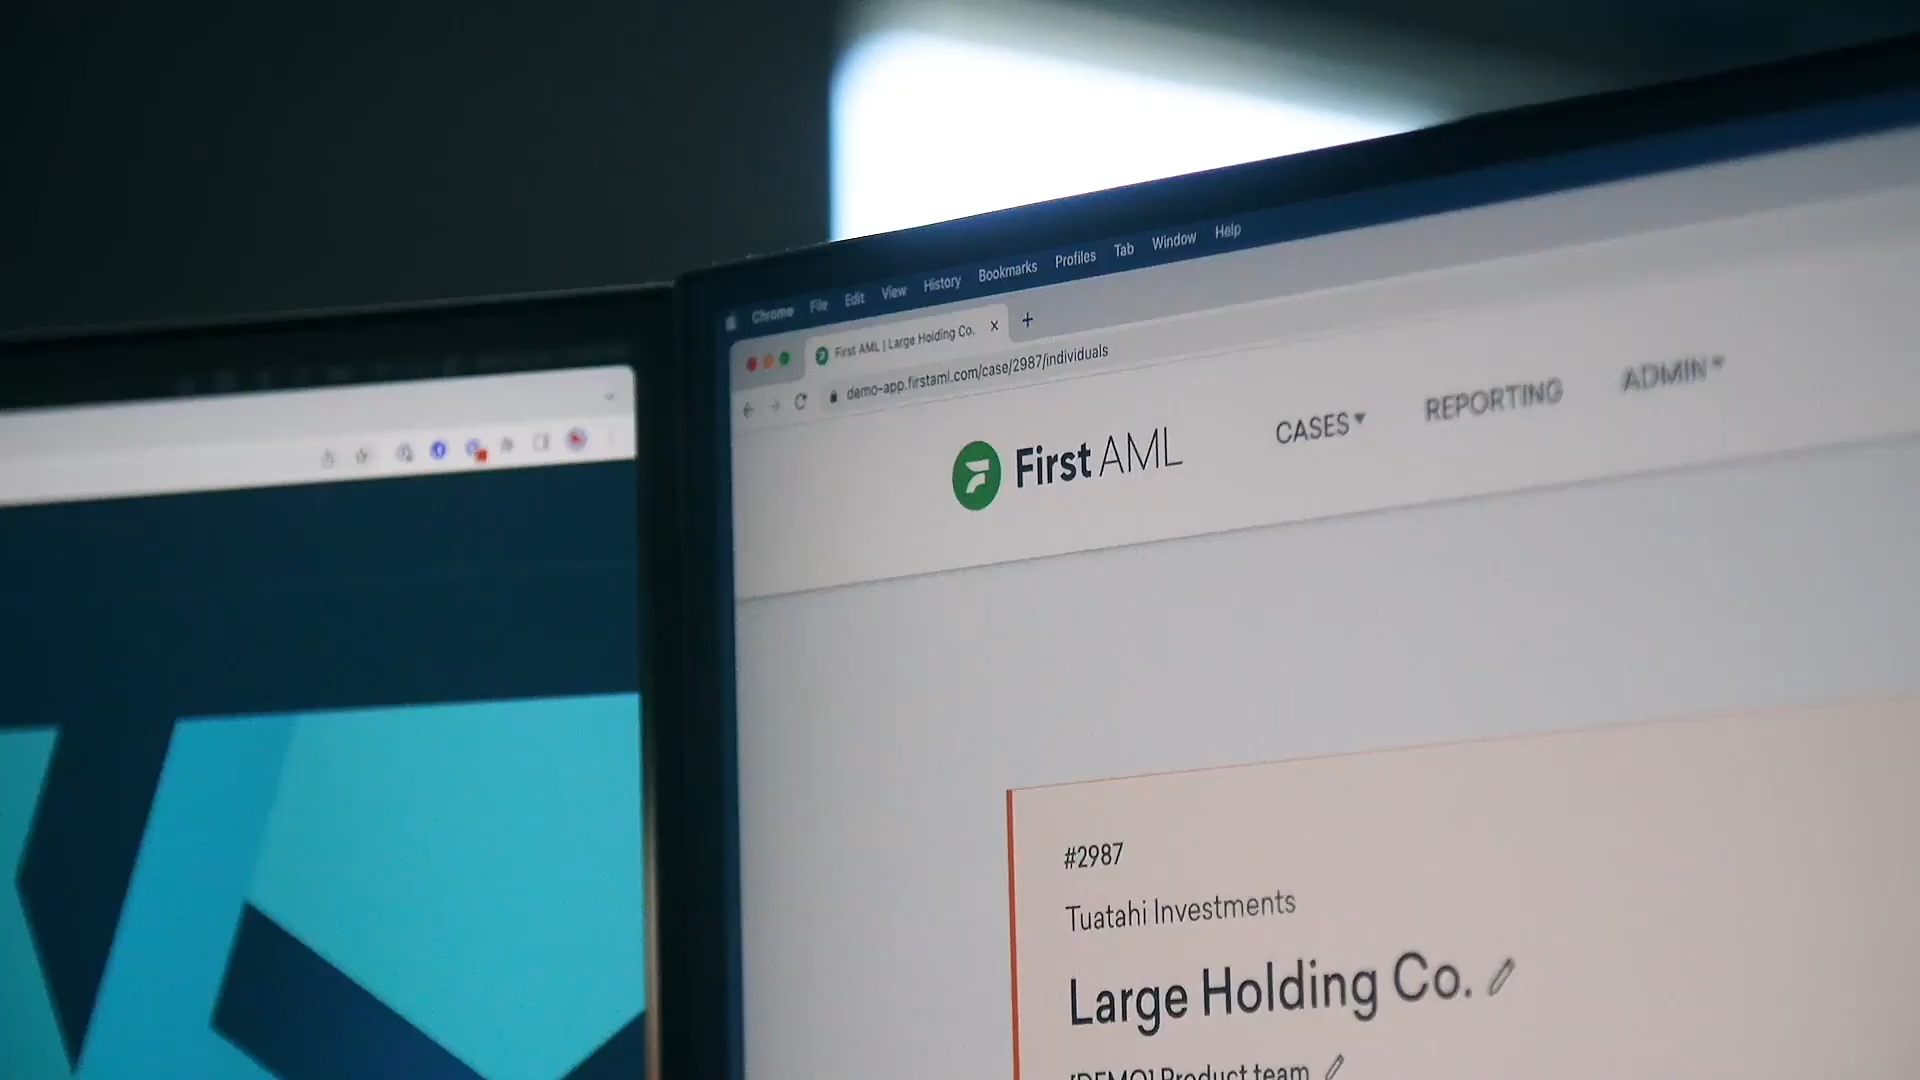 Chrome File Edit View History Bookmarks Profiles Tab Window Help
First AML | Large Holding Co.
demo-app.firstaml.com/case/2987/individuals
First AML CASES REPORTING ADMIN
#2987
Tuatahi Investments
Large Holding Co.
[DEMO] Product team